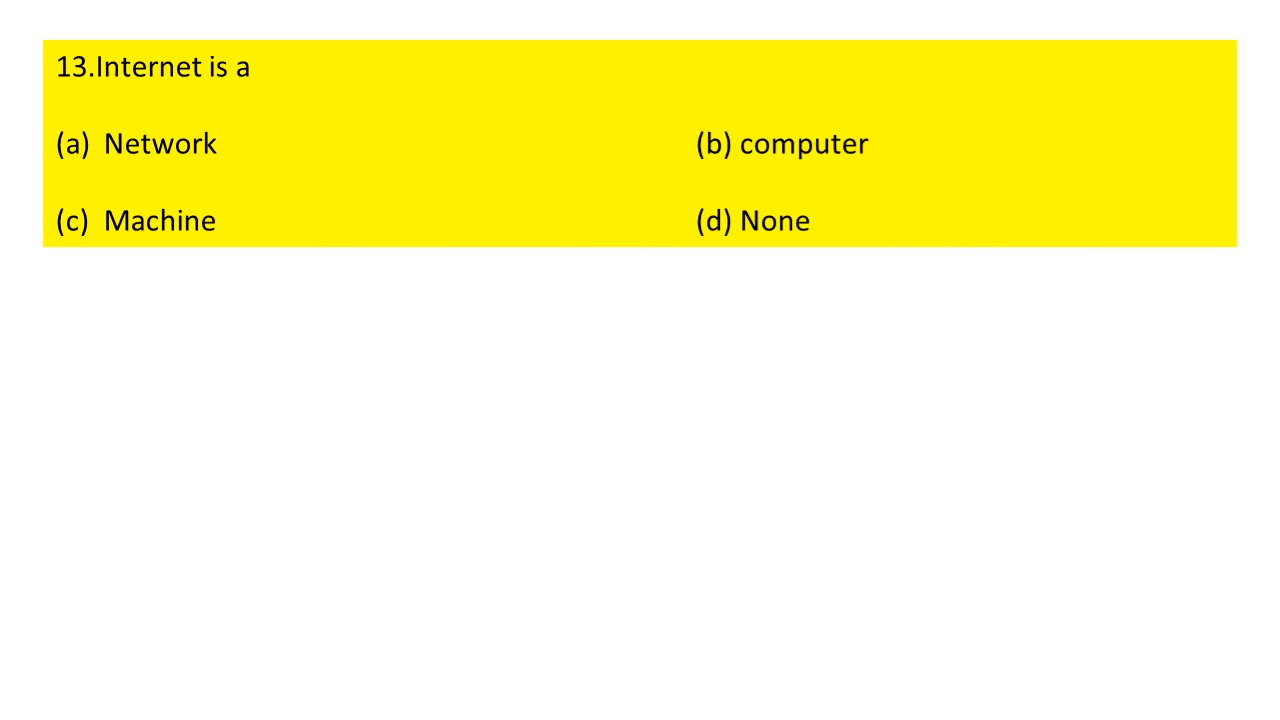 13.Internet is a
(a) Network (b) computer
(c) Machine (d) None